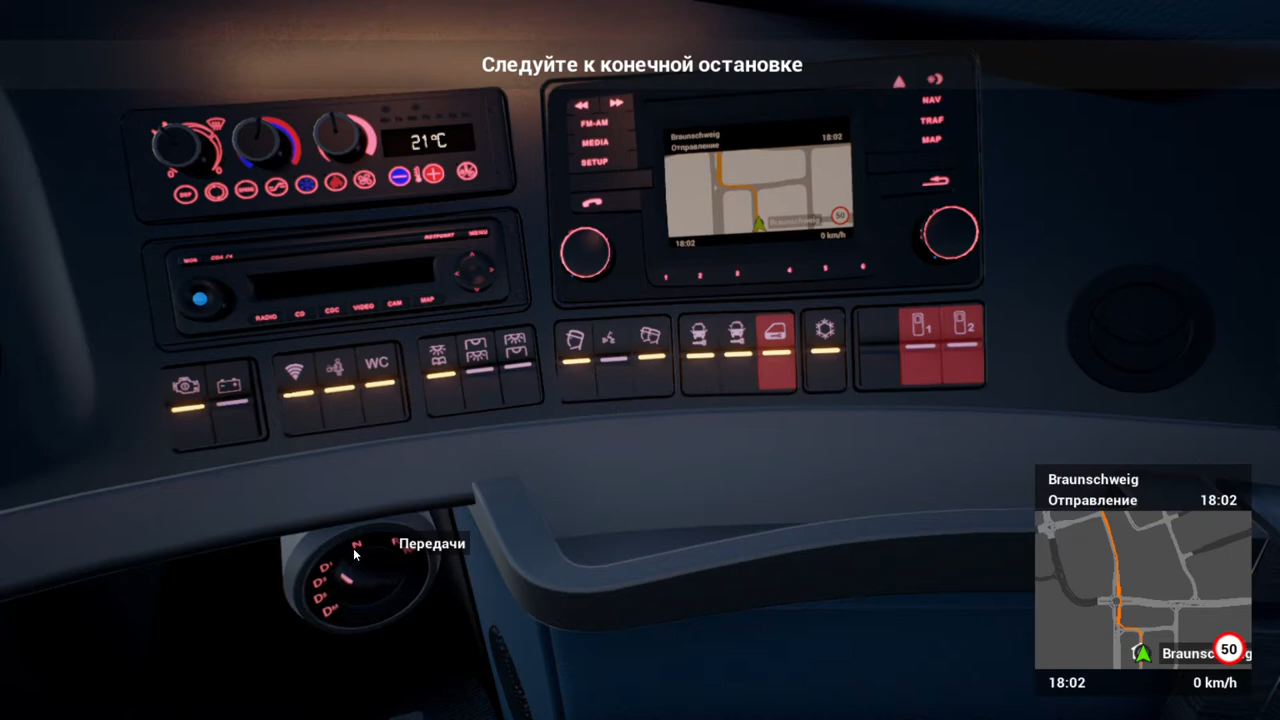 Следуйте к конечной остановке
21°C
FM-AM
MEDIA
SETUP
NAV
TRAF
MAP
Braunschweig
Отправление
18:02
50
18:02
0 km/h
1 2 3 4 5 6
MENU
RADIO CD CDC VIDEO CAM MAP
WC
1
2
Передачи
N
R
D
D
D
D
Braunschweig
Отправление
18:02
50
18:02
0 km/h